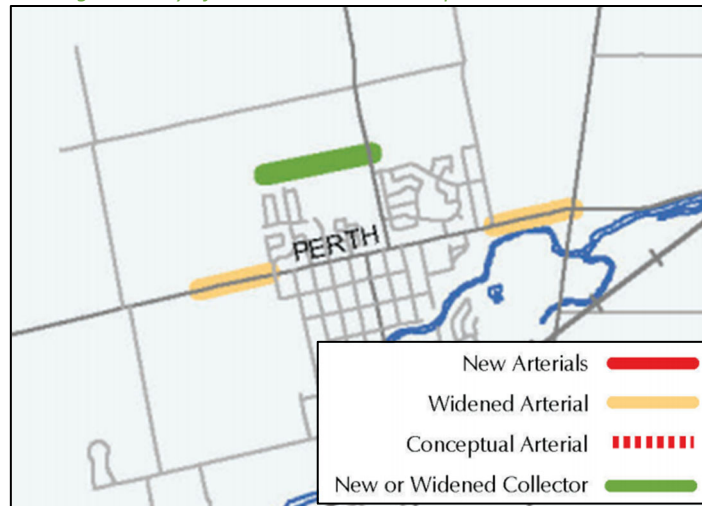 PERTH
New Arterials
Widened Arterial
Conceptual Arterial
New or Widened Collector